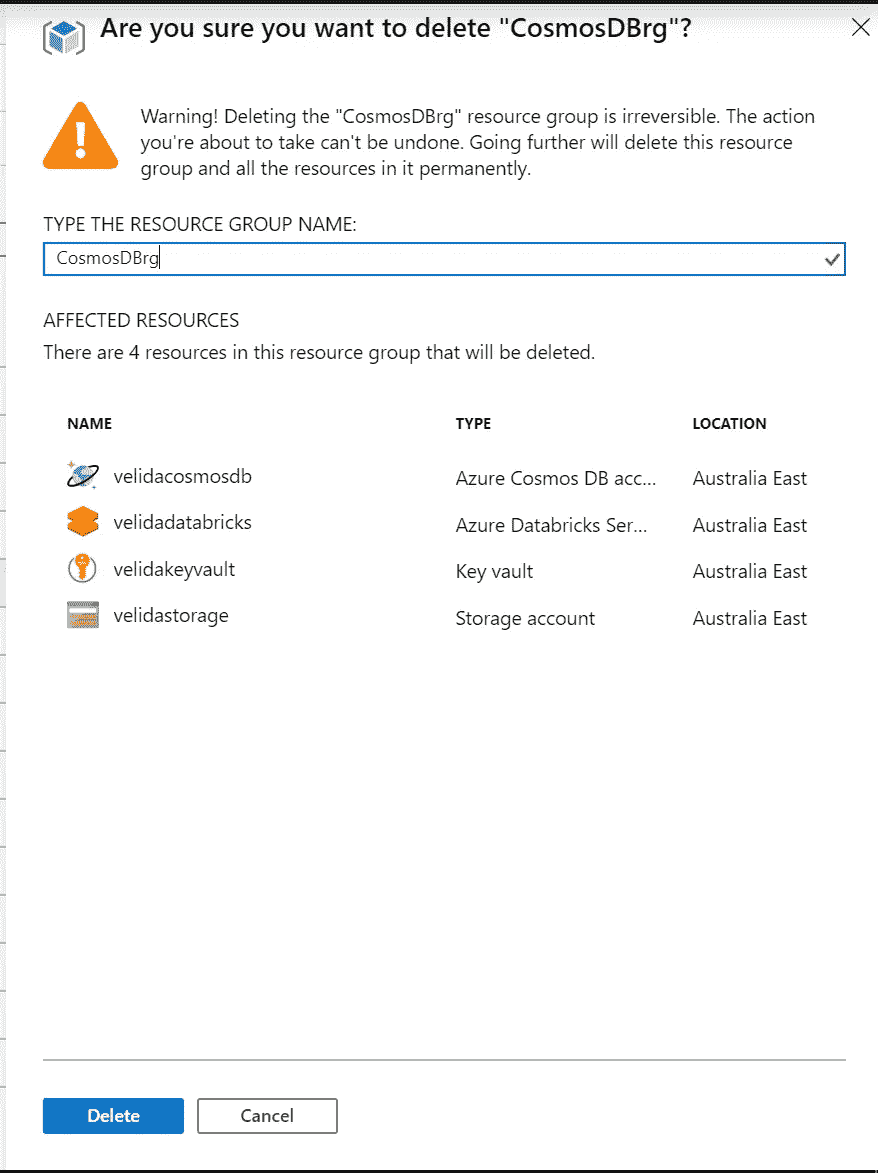 Are you sure you want to delete "CosmosDBrg"?
Warning! Deleting the "CosmosDBrg" resource group is irreversible. The action
you're about to take can't be undone. Going further will delete this resource
group and all the resources in it permanently.
TYPE THE RESOURCE GROUP NAME:
CosmosDBrg
AFFECTED RESOURCES
There are 4 resources in this resource group that will be deleted.
NAME TYPE LOCATION
velidacosmosdb Azure Cosmos DB acc... Australia East
velidadatabricks Azure Databricks Ser... Australia East
velidakeyvault Key vault Australia East
velidastorage Storage account Australia East
Delete Cancel